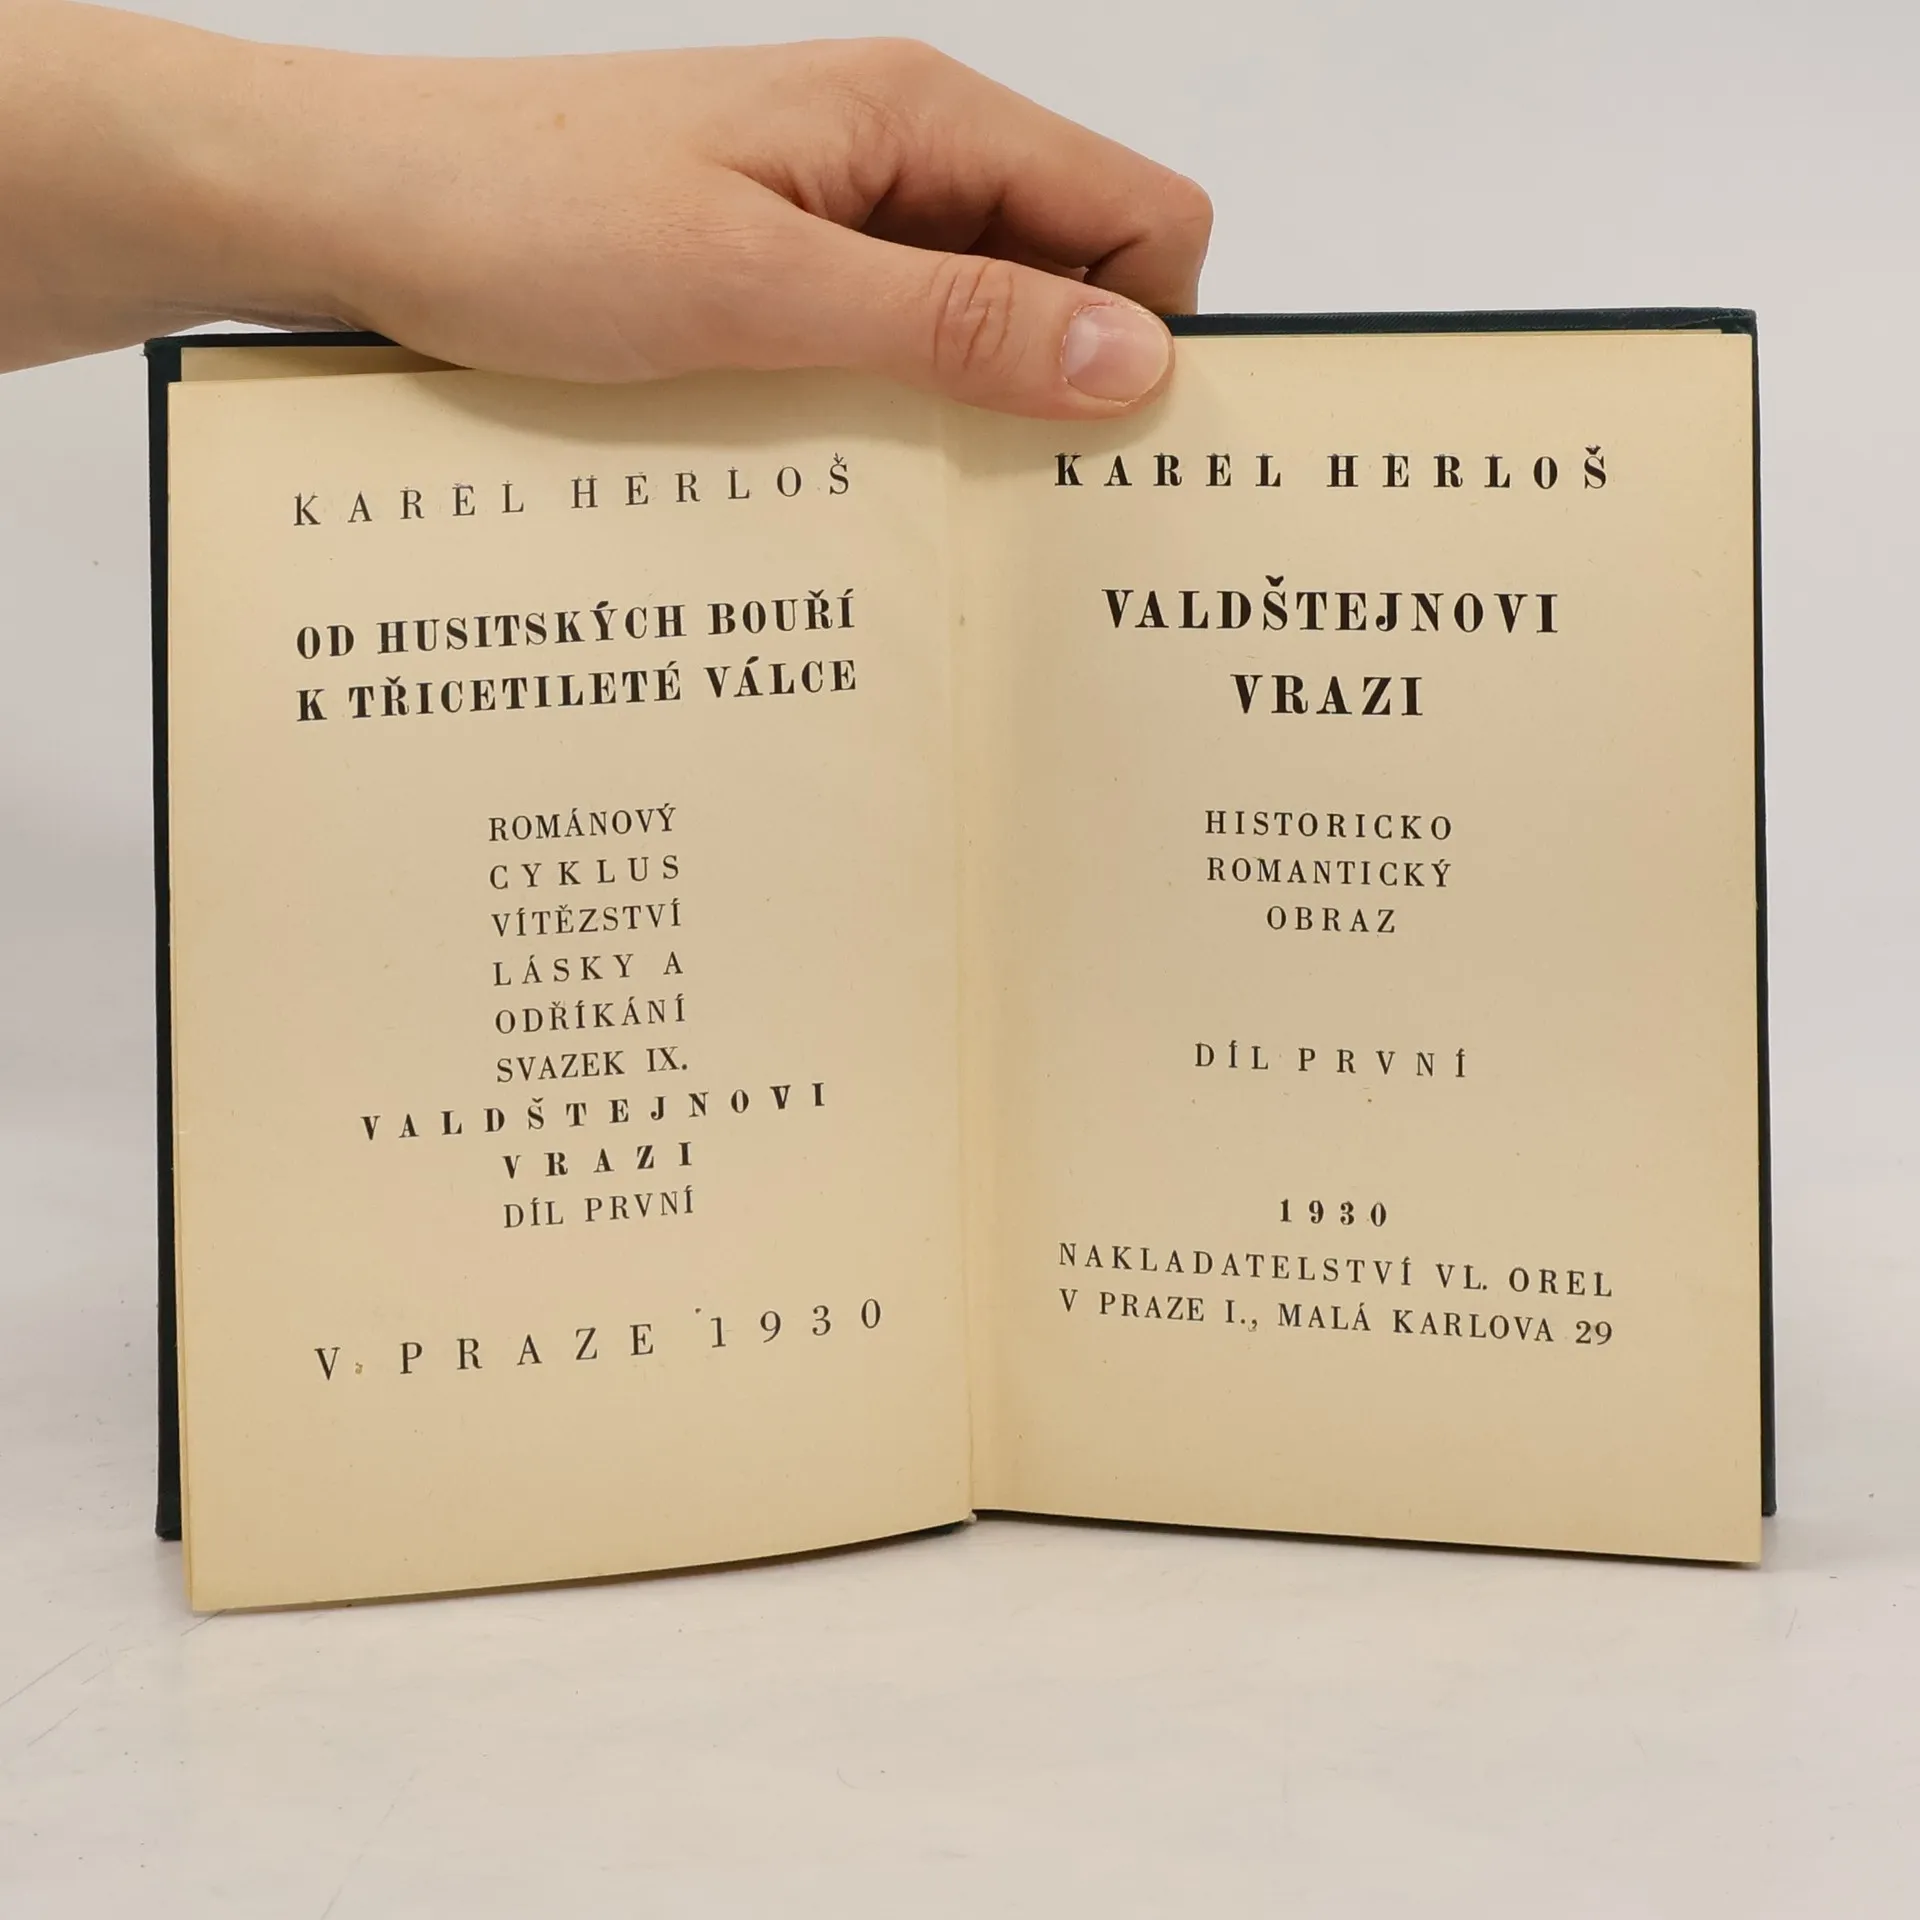 KAREL HERLOŠ
OD HUSITSKÝCH BOUŘÍ
K TŘICETILETÉ VÁLCE
ROMÁNOVÝ
CYKLUS
VÍTĚZSTVÍ
LÁSKY A
ODŘÍKÁNÍ
SVAZEK IX.
VALDŠTEJNOVI
VRAZI
DÍL PRVNÍ
V PRAZE 1930
KAREL HERLOŠ
VALDŠTEJNOVI
VRAZI
HISTORICKO
ROMANTICKÝ
OBRAZ
DÍL PRVNÍ
1930
NAKLADATELSTVÍ VL. OREL
V PRAZE I., MALÁ KARLOVA 29